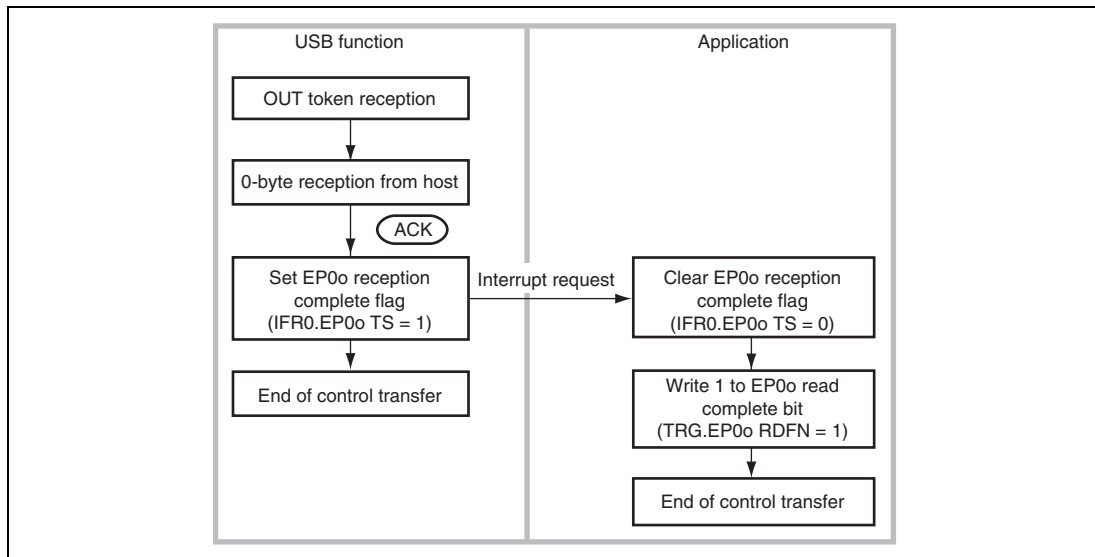 USB function
Application
OUT token reception
0-byte reception from host
ACK
Set EP0o reception
complete flag
(IFR0.EP0o TS = 1)
Interrupt request
Clear EP0o reception
complete flag
(IFR0.EP0o TS = 0)
End of control transfer
Write 1 to EP0o read
complete bit
(TRG.EP0o RDFN = 1)
End of control transfer